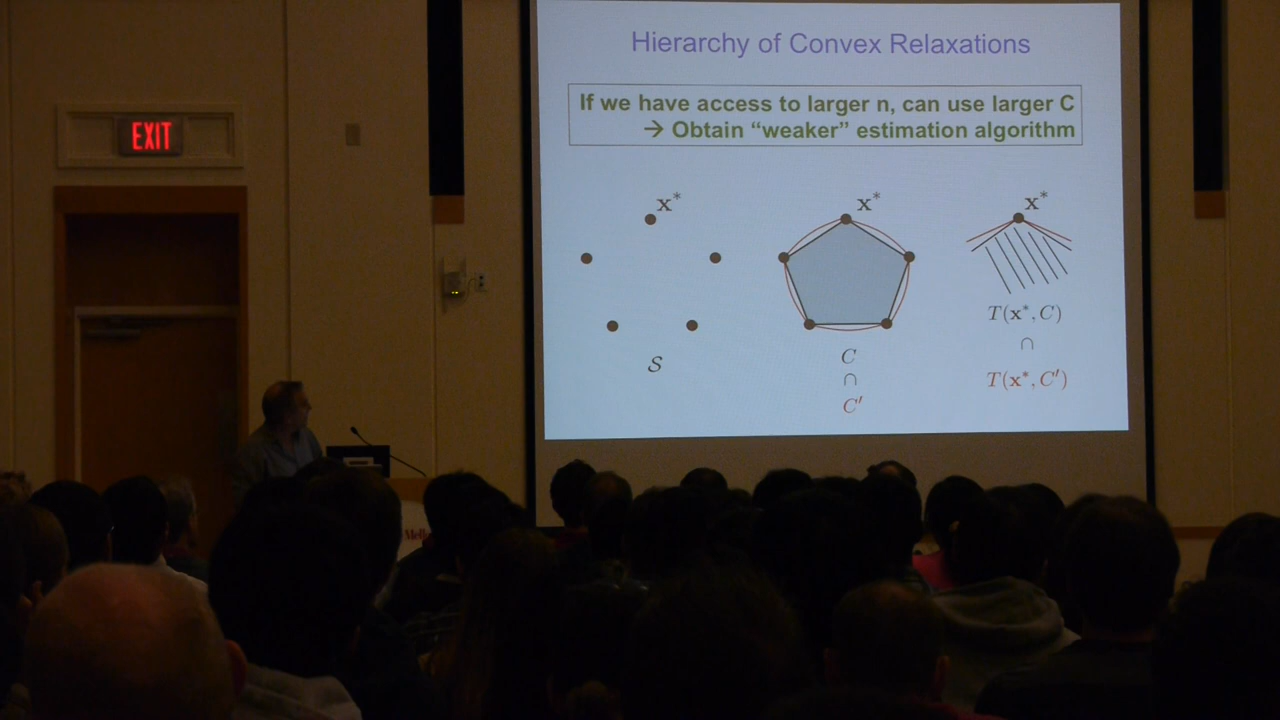 Hierarchy of Convex Relaxations
If we have access to larger n, can use larger C
→ Obtain “weaker” estimation algorithm
EXIT
x* x* x*
T(x*, C)
∩
S C T(x*, C′)
∩
C′